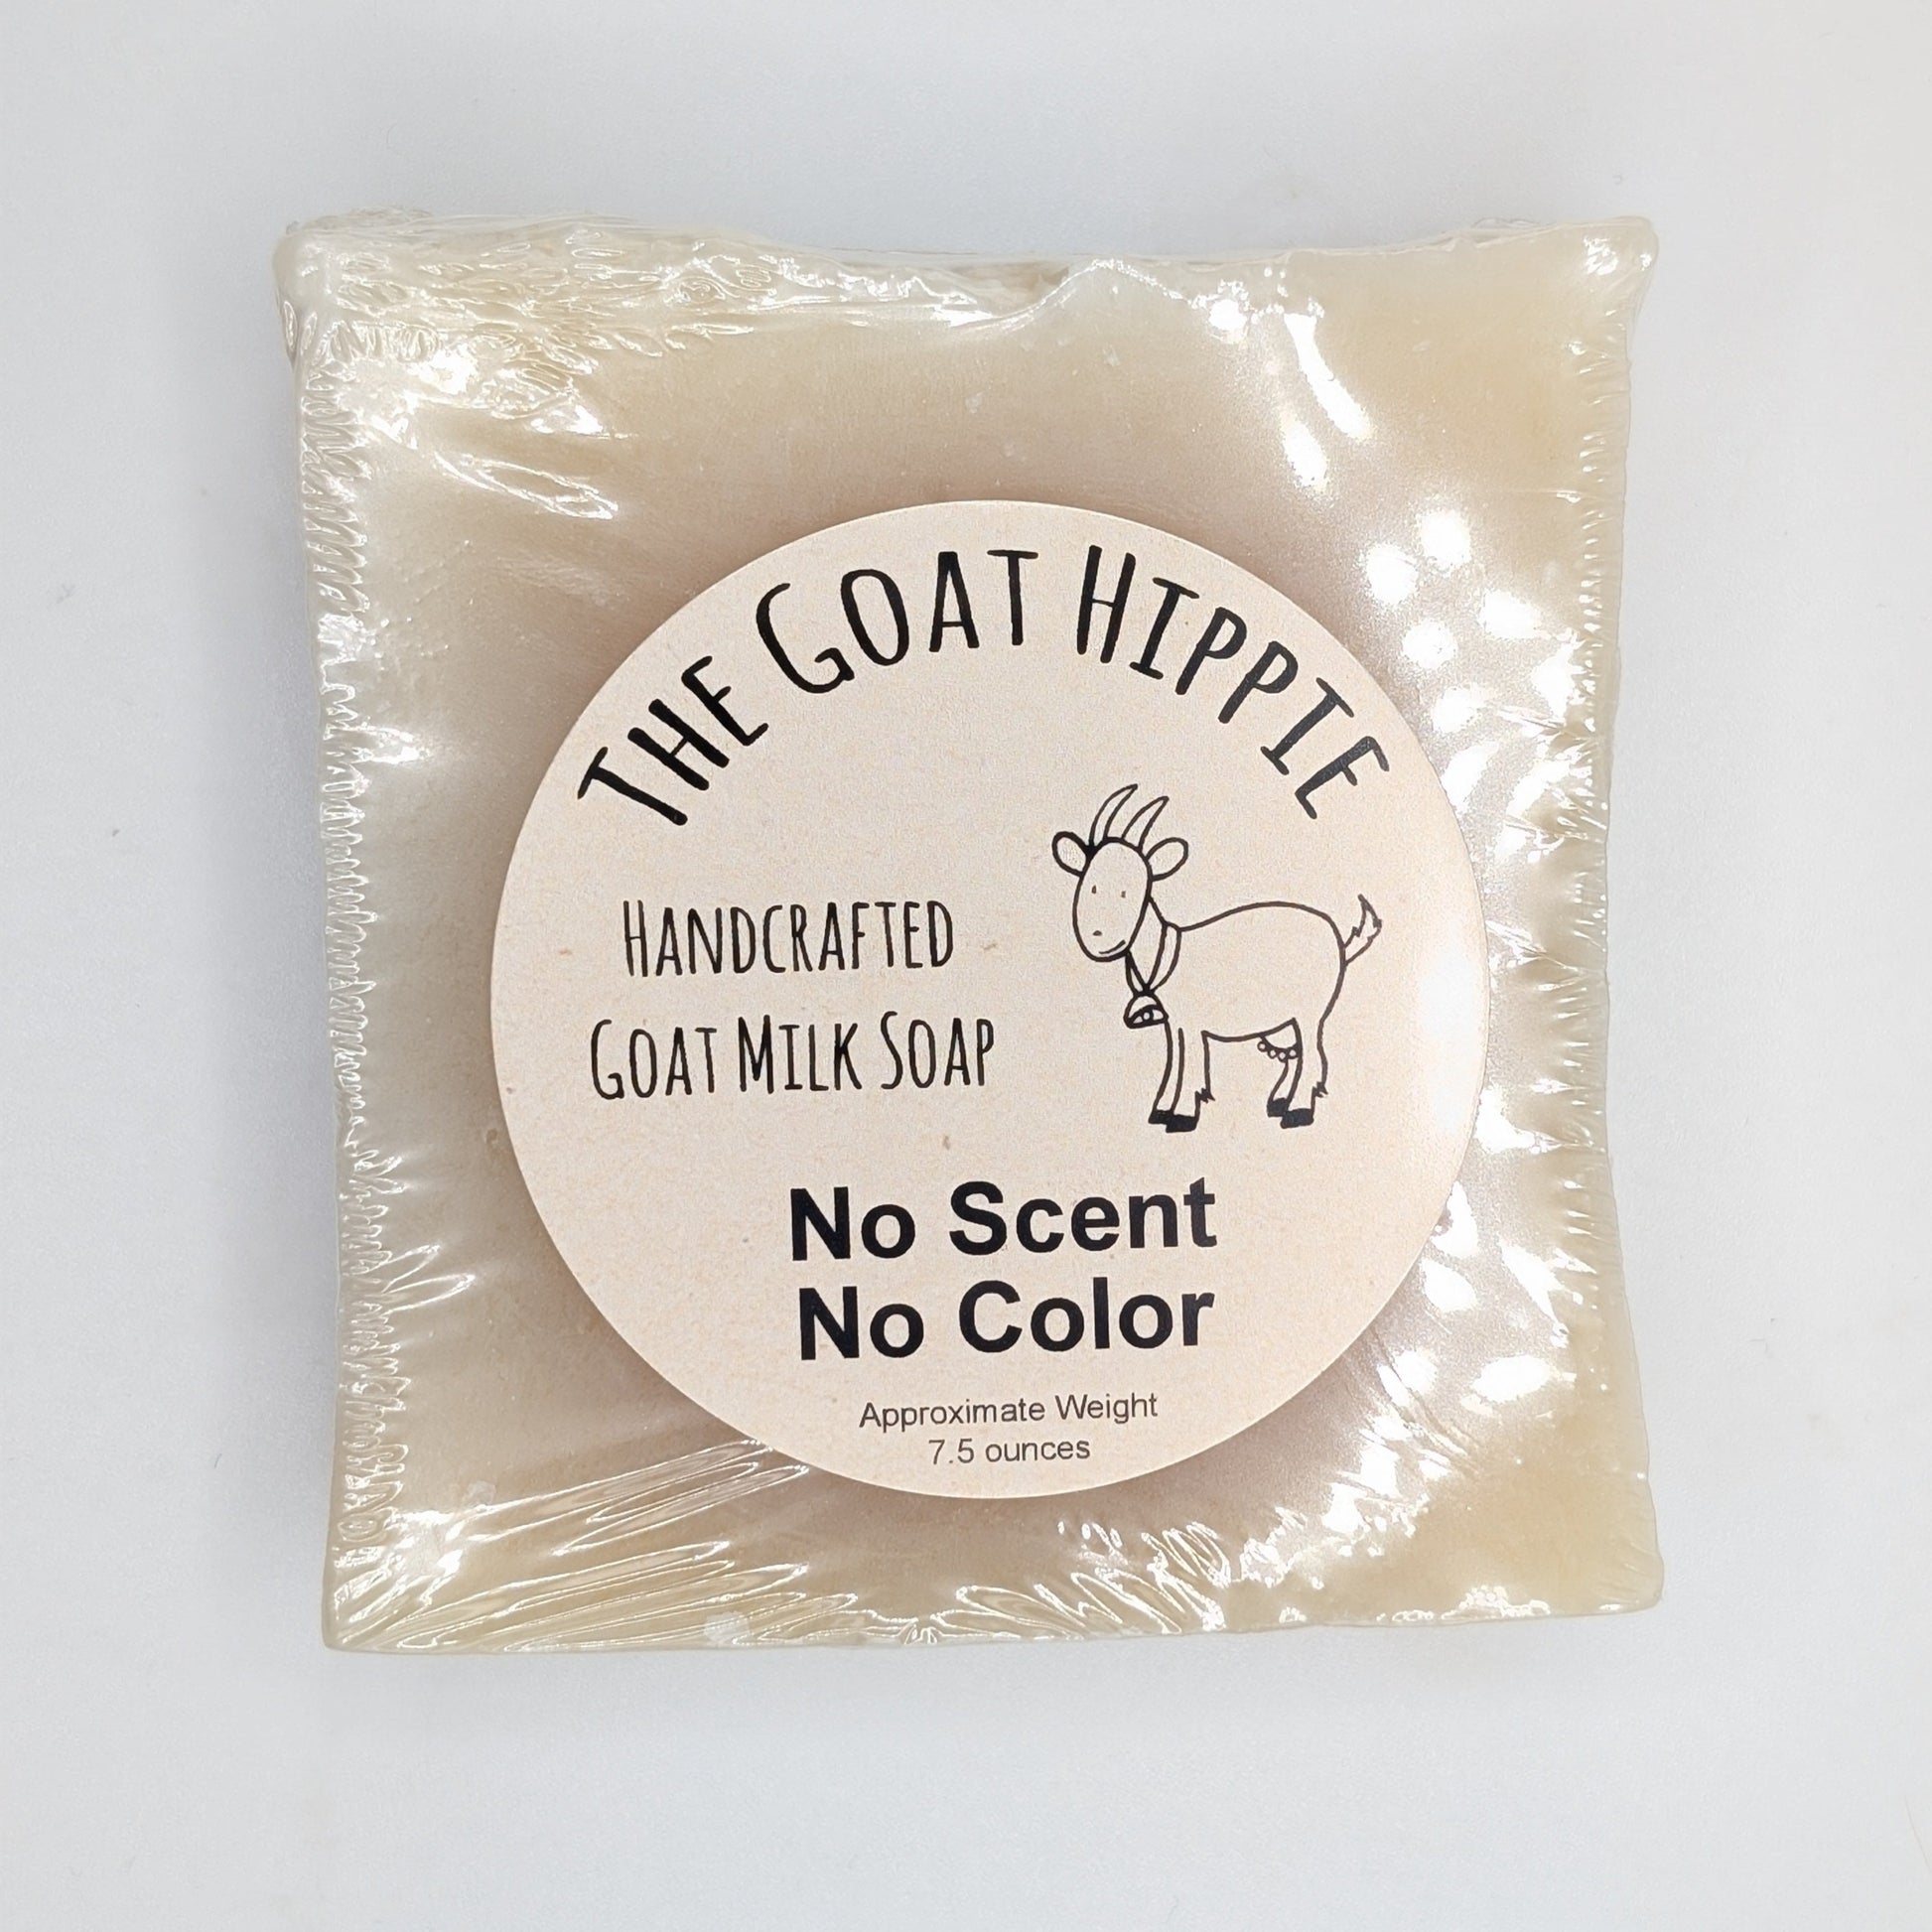 THE GOAT HIPPIE
HANDCRAFTED
GOAT MILK SOAP
No Scent
No Color
Approximate Weight
7.5 ounces